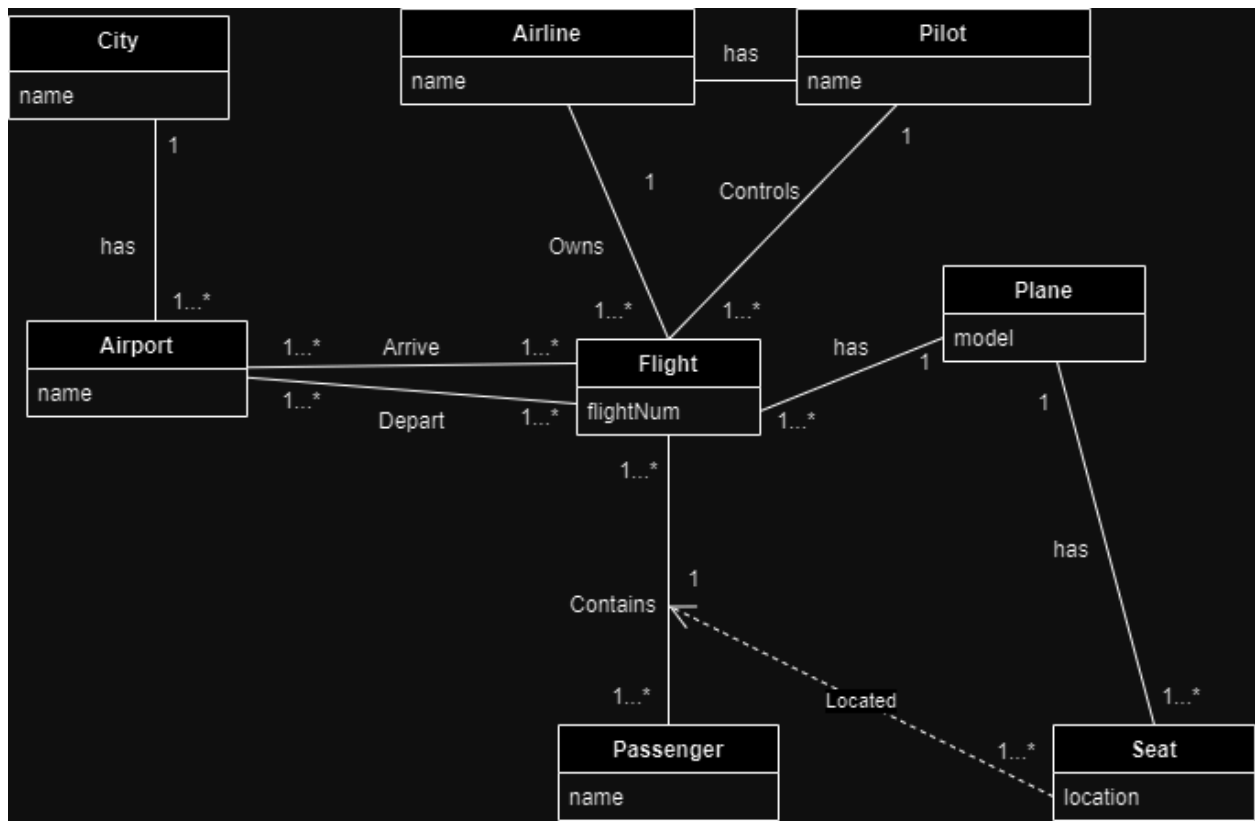 City
name
Airline
name
has
Pilot
name
1
has
1...*
1
Owns
1...*
Controls
1
1...*
Airport
name
1...*
Arrive
1...*
1...*
Depart
1...*
Flight
flightNum
has
1
1...*
Plane
model
1
has
1...*
1...*
Contains
1
1...*
Located
1...*
Passenger
name
Seat
location